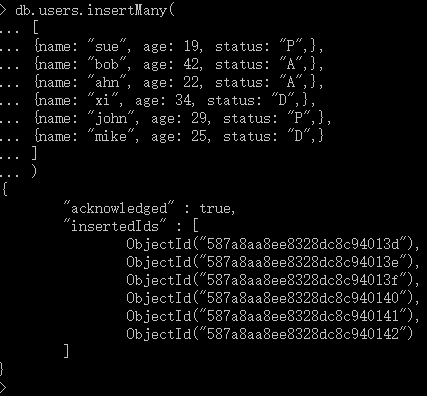 > db.users.insertMany(
... [
... {name: "sue", age: 19, status: "P",},
... {name: "bob", age: 42, status: "A",},
... {name: "ahn", age: 22, status: "A",},
... {name: "xi", age: 34, status: "D",},
... {name: "john", age: 29, status: "P",},
... {name: "mike", age: 25, status: "D",}
... ]
... )
{
        "acknowledged" : true,
        "insertedIds" : [
                ObjectId("587a8aa8ee8328dc8c94013d"),
                ObjectId("587a8aa8ee8328dc8c94013e"),
                ObjectId("587a8aa8ee8328dc8c94013f"),
                ObjectId("587a8aa8ee8328dc8c940140"),
                ObjectId("587a8aa8ee8328dc8c940141"),
                ObjectId("587a8aa8ee8328dc8c940142")
        ]
}
>